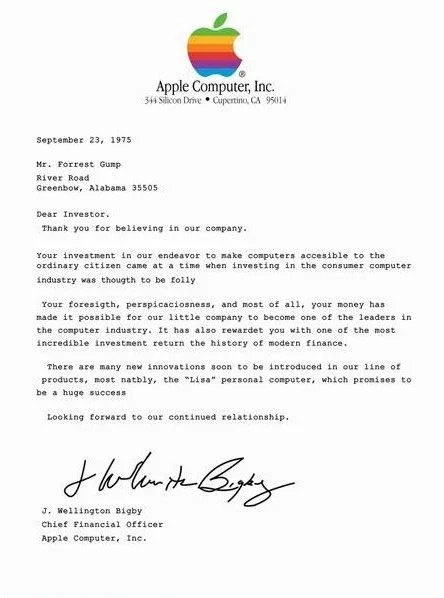 ®
Apple Computer, Inc.
344 Silicon Drive • Cupertino, CA 95014
September 23, 1975
Mr. Forrest Gump
River Road
Greenbow, Alabama 35505
Dear Investor.
Thank you for believing in our company.
Your investment in our endeavor to make computers accesible to the
ordinary citizen came at a time when investing in the consumer computer
industry was thougth to be folly
Your foresigth, perspicaciosness, and most of all, your money has
made it possible for our little company to become one of the leaders in
the computer industry. It has also rewardet you with one of the most
incredible investment return the history of modern finance.
There are many new innovations soon to be introduced in our line of
products, most natbly, the “Lisa” personal computer, which promises to
be a huge success
Looking forward to our continued relationship.
J Wellington Bigby
J. Wellington Bigby
Chief Financial Officer
Apple Computer, Inc.